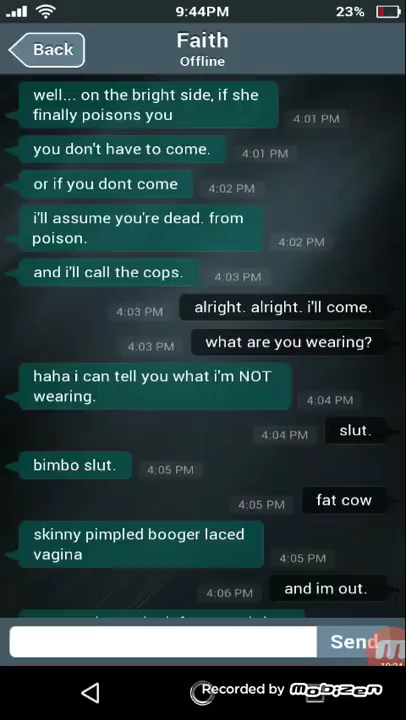 9:44PM
23%
Back
Faith
Offline
well... on the bright side, if she
finally poisons you
4:01 PM
you don't have to come.
4:01 PM
or if you dont come
4:02 PM
i'll assume you're dead. from
poison.
4:02 PM
and i'll call the cops.
4:03 PM
4:03 PM
alright. alright. i'll come.
4:03 PM
what are you wearing?
haha i can tell you what i'm NOT
wearing.
4:04 PM
4:04 PM
slut.
bimbo slut.
4:05 PM
4:05 PM
fat cow
skinny pimpled booger laced
vagina
4:05 PM
4:06 PM
and im out.
Send
Recorded by Mobizen